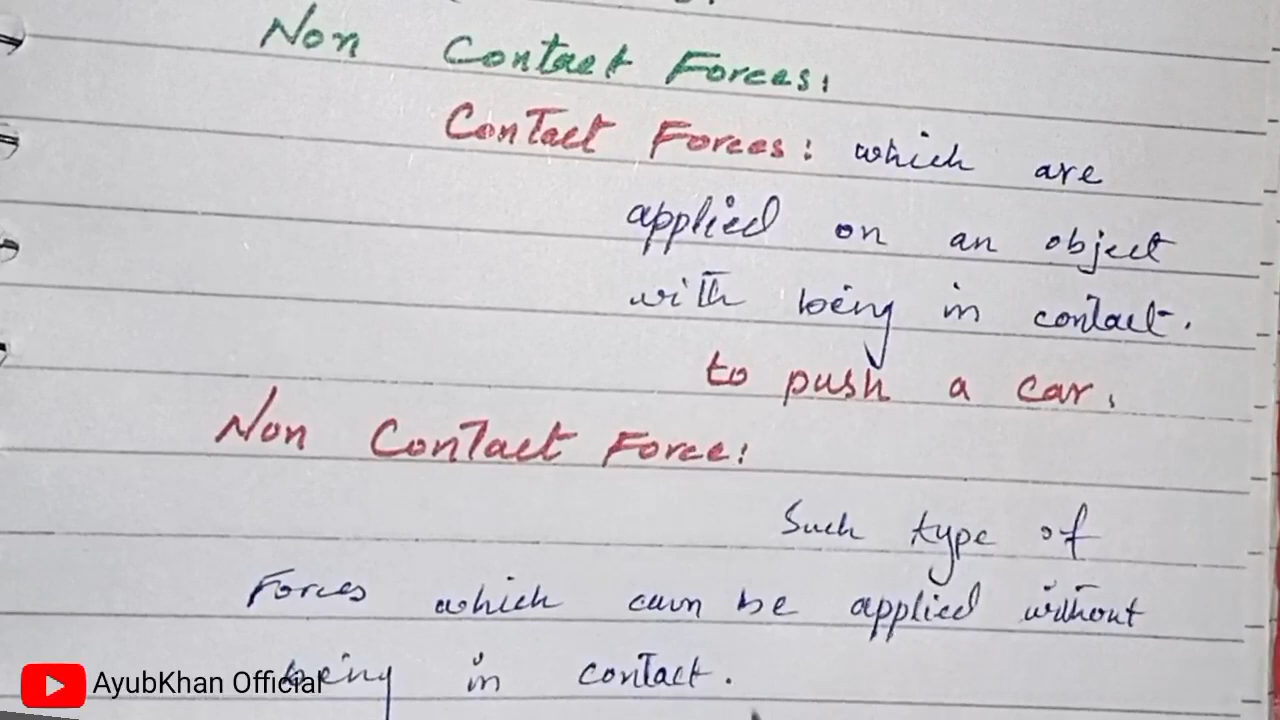 Non Contact Forces:
Contact Forces: which are
applied on an object
with being in contact.
to push a car.
Non Contact Force:
Such type of
Forces which can be applied without
being in contact.
AyubKhan Official